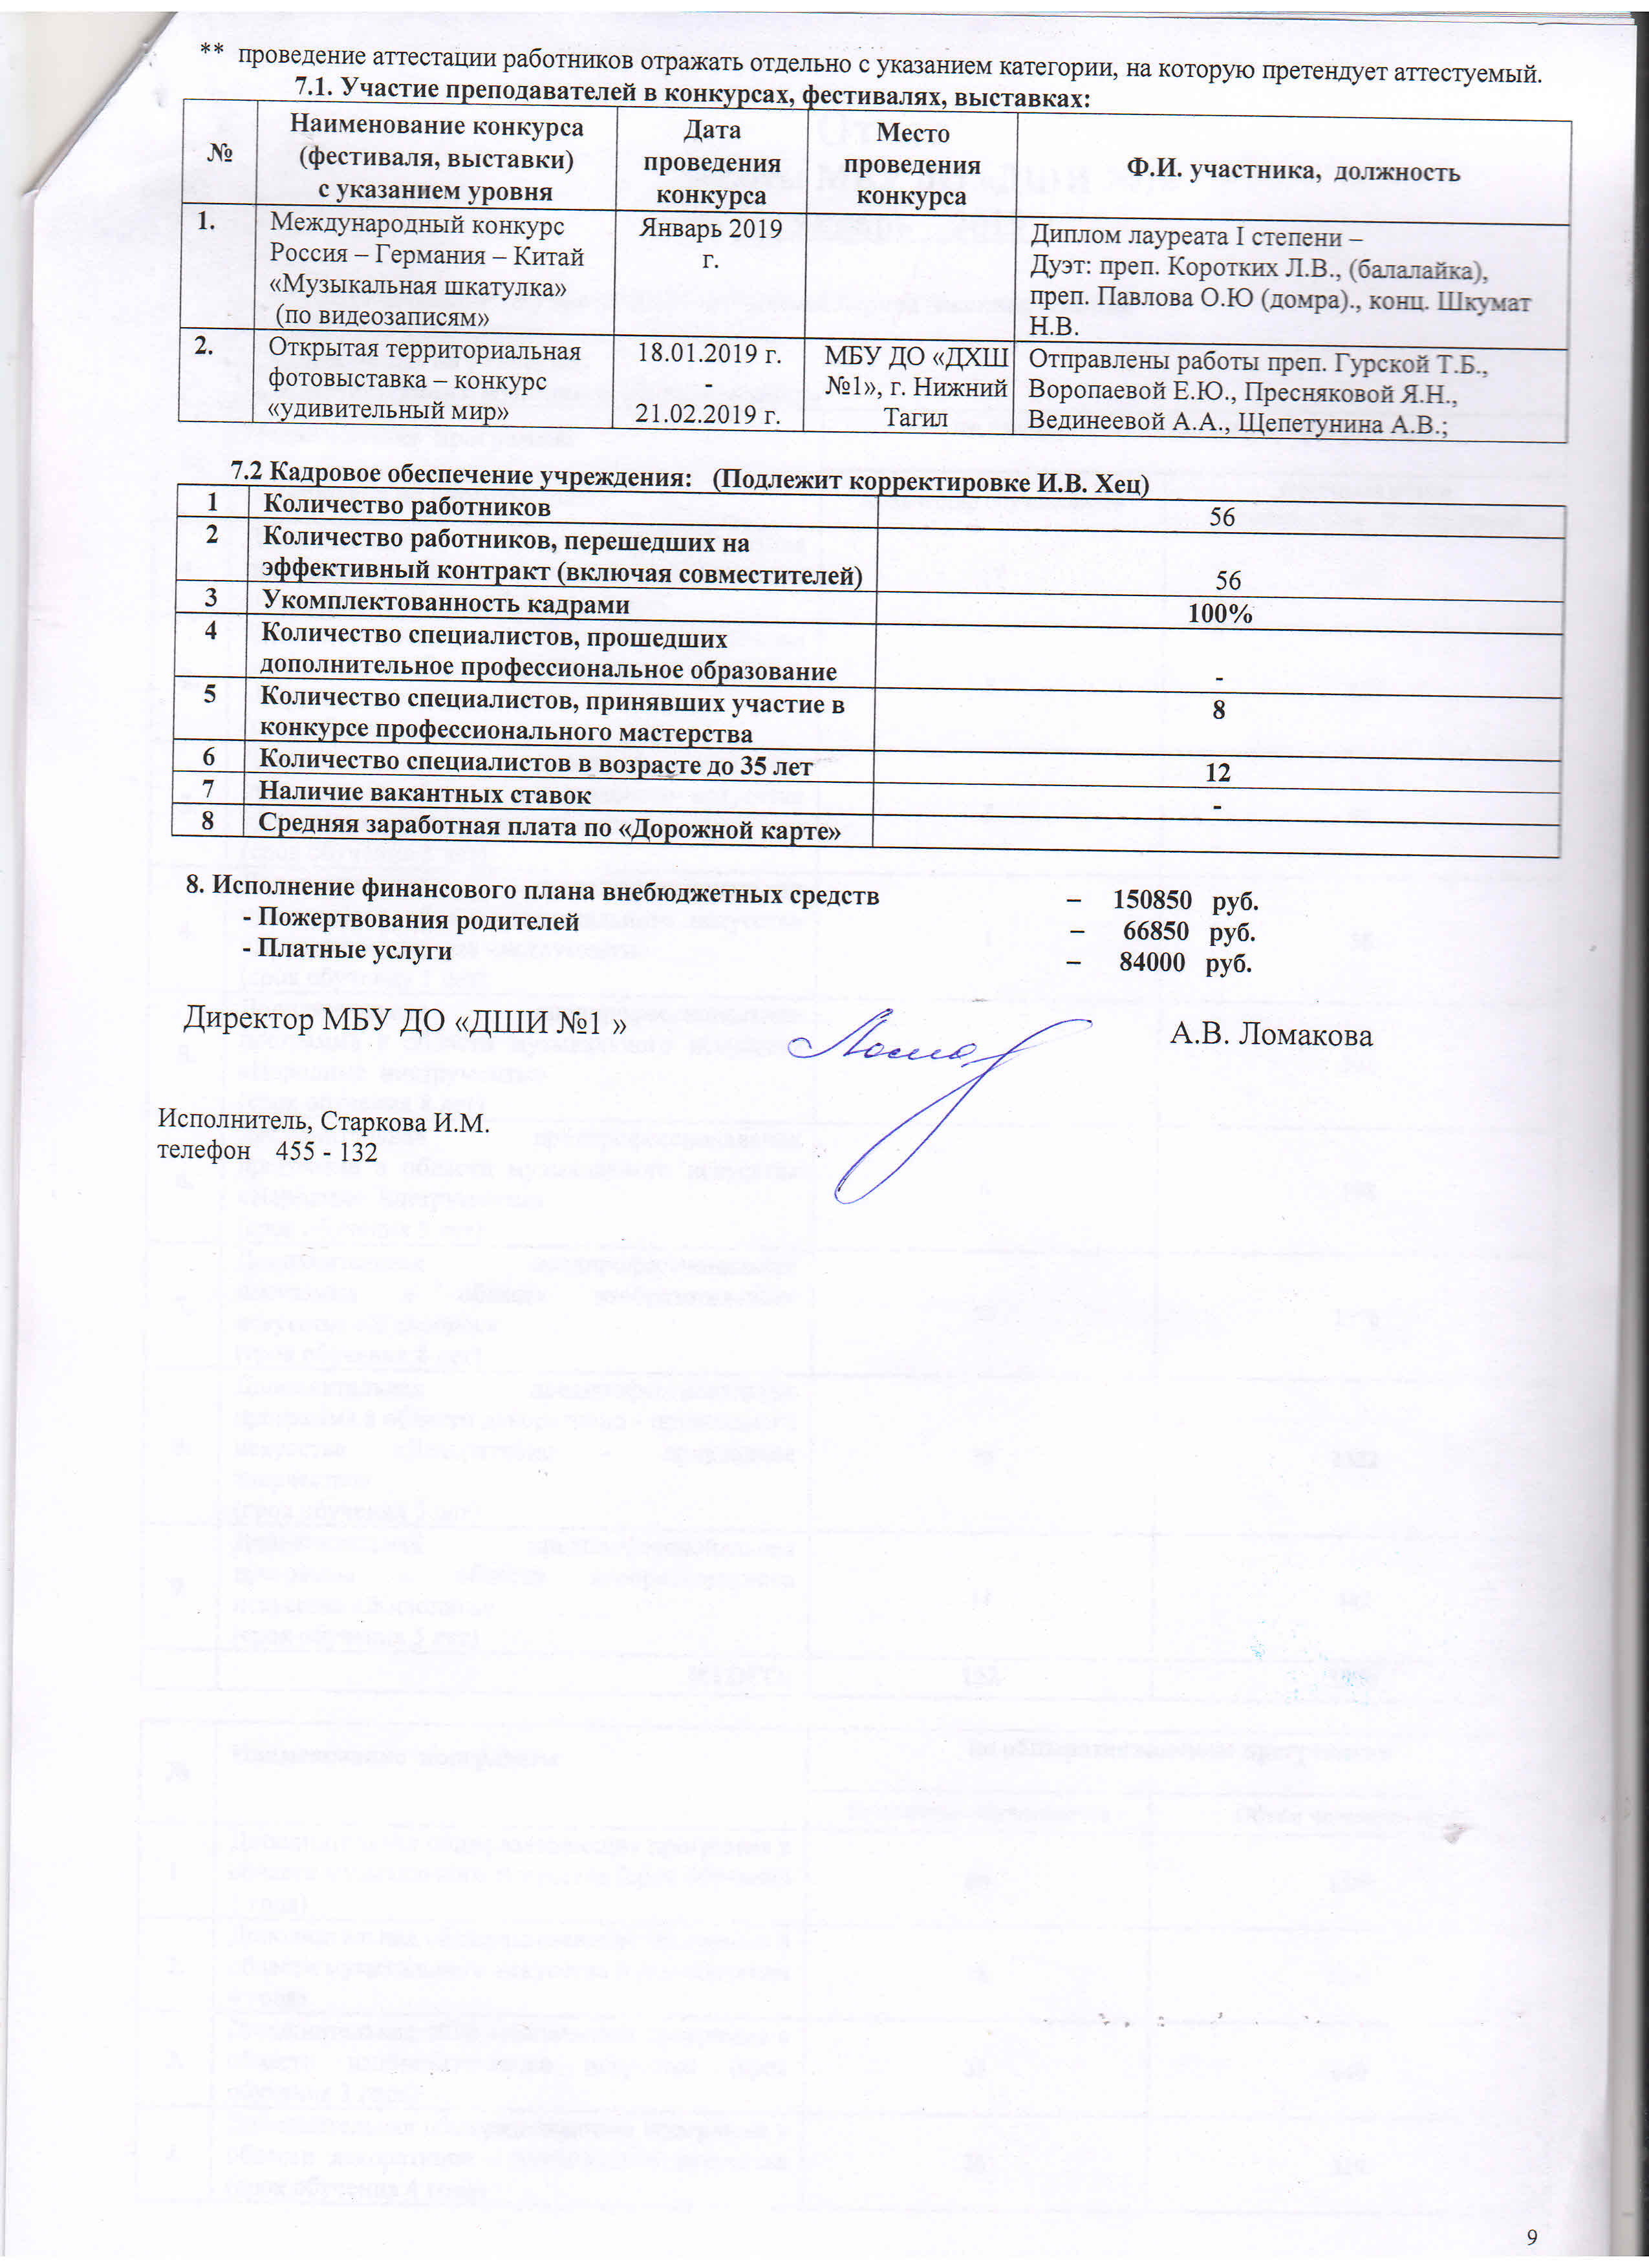 ** проведение аттестации работников отражать отдельно с указанием категории, на которую претендует аттестуемый.
7.1. Участие преподавателей в конкурсах, фестивалях, выставках:
№
Наименование конкурса
(фестиваля, выставки)
с указанием уровня
Дата
проведения
конкурса
Место
проведения
конкурса
Ф.И. участника, должность
1.
Международный конкурс
Россия – Германия – Китай
«Музыкальная шкатулка»
(по видеозаписям»
Январь 2019
г.
Диплом лауреата I степени –
Дуэт: преп. Коротких Л.В., (балалайка),
преп. Павлова О.Ю (домра)., конц. Шкумат
Н.В.
2.
Открытая территориальная
фотовыставка – конкурс
«удивительный мир»
18.01.2019 г.
-
21.02.2019 г.
МБУ ДО «ДХШ
№1», г. Нижний
Тагил
Отправлены работы преп. Гурской Т.Б.,
Воропаевой Е.Ю., Пресняковой Я.Н.,
Вединеевой А.А., Щепетунина А.В.;
7.2 Кадровое обеспечение учреждения: (Подлежит корректировке И.В. Хец)
1 Количество работников 56
2 Количество работников, перешедших на
эффективный контракт (включая совместителей) 56
3 Укомплектованность кадрами 100%
4 Количество специалистов, прошедших
дополнительное профессиональное образование -
5 Количество специалистов, принявших участие в 8
конкурсе профессионального мастерства
6 Количество специалистов в возрасте до 35 лет 12
7 Наличие вакантных ставок -
8 Средняя заработная плата по «Дорожной карте»
8. Исполнение финансового плана внебюджетных средств – 150850 руб.
- Пожертвования родителей – 66850 руб.
- Платные услуги – 84000 руб.
Директор МБУ ДО «ДШИ №1 » А.В. Ломакова
Исполнитель, Старкова И.М.
телефон 455 - 132
9